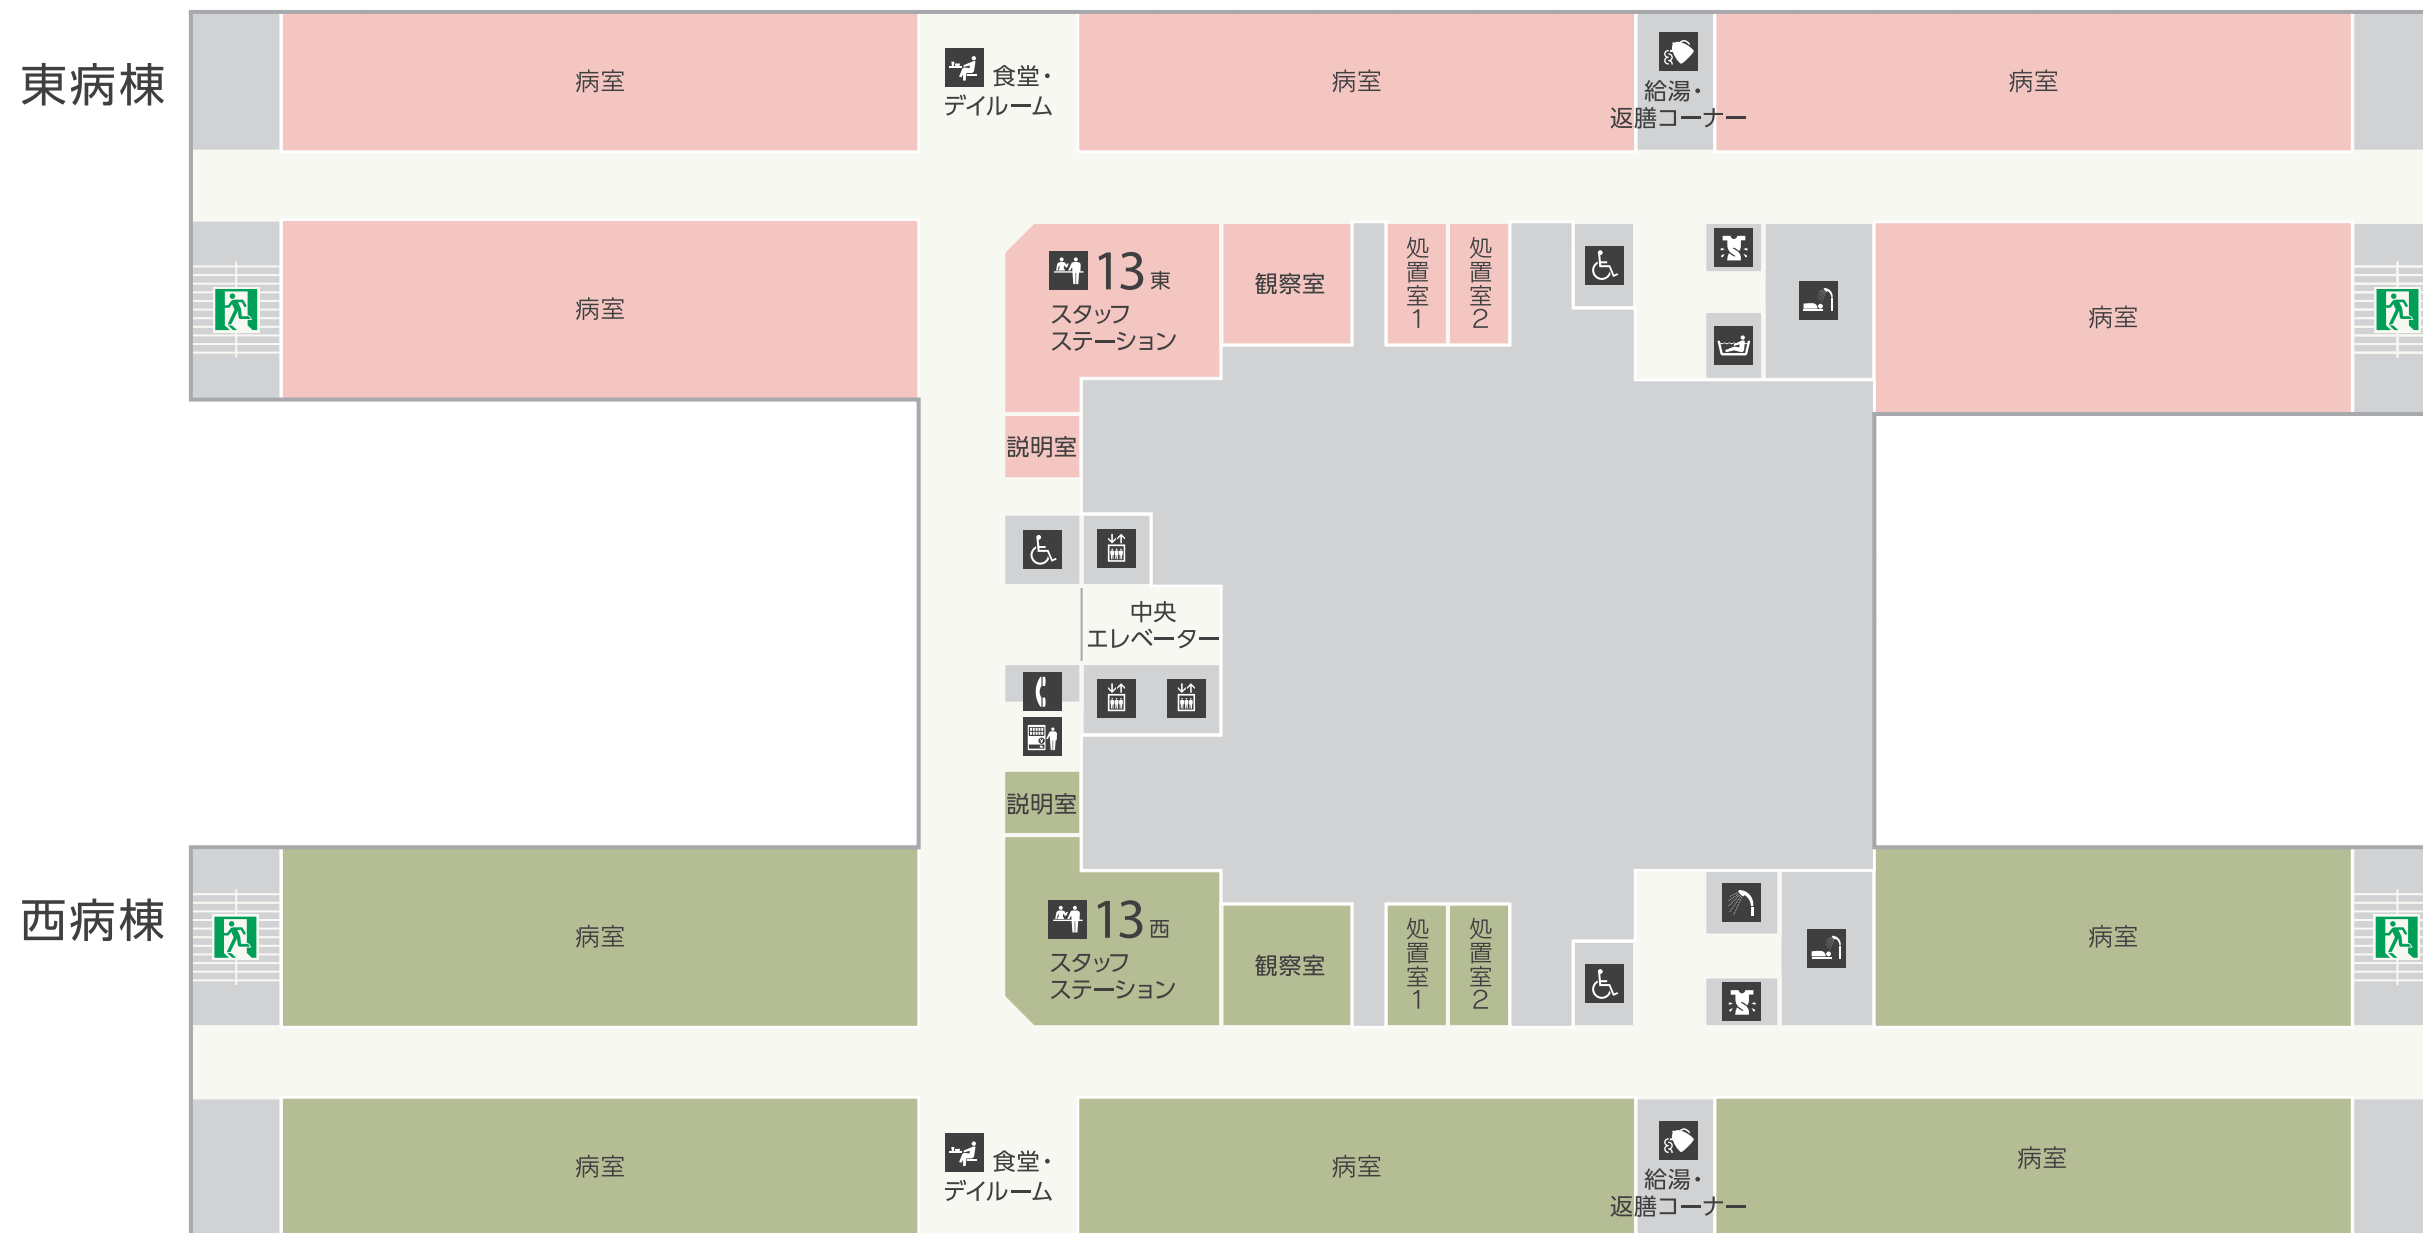 東病棟
病室
食堂・
デイルーム
病室
給湯・
返膳コーナー
病室
病室
13東
スタッフ
ステーション
観察室
処置室1
処置室2
病室
説明室
中央
エレベーター
説明室
西病棟
病室
13西
スタッフ
ステーション
観察室
処置室1
処置室2
病室
病室
食堂・
デイルーム
病室
給湯・
返膳コーナー
病室